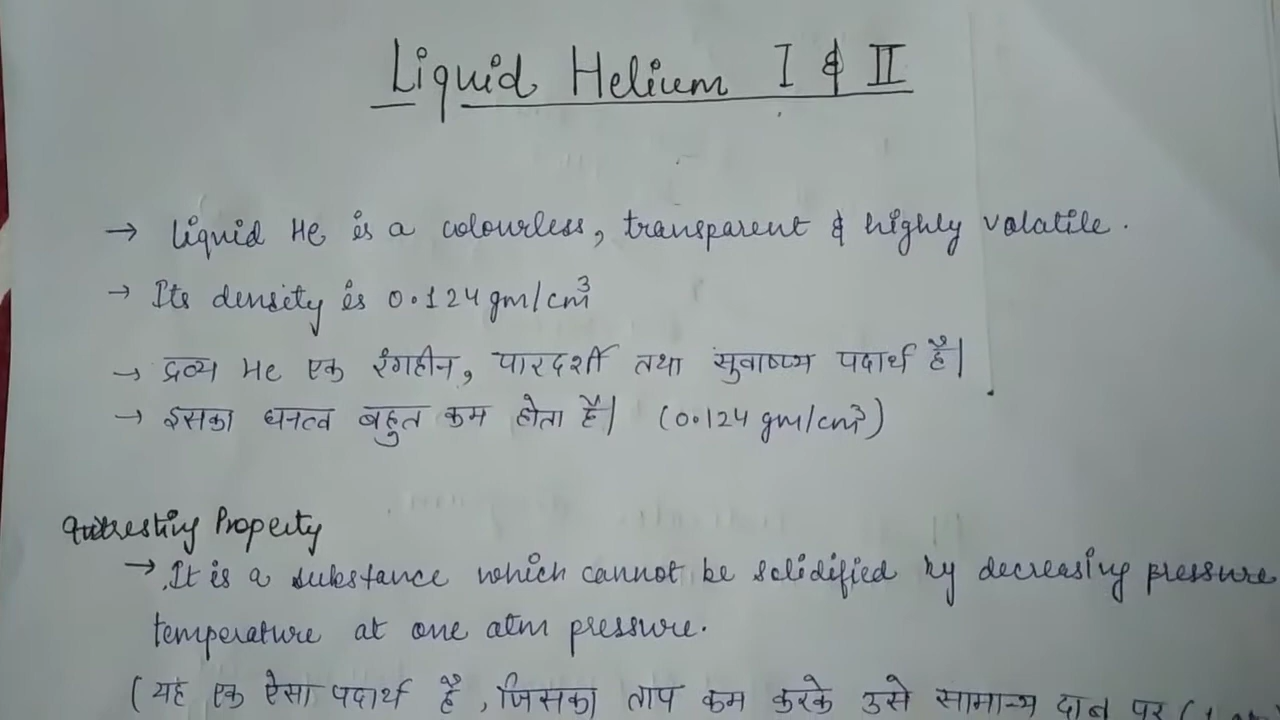 Liquid Helium I & II
→ Liquid He is a colourless, transparent & highly volatile.
→ Its density is 0.124 gm/cm³
→ द्रव्य He एक रंगहीन, पारदर्शी तथा सुवाष्प्य पदार्थ है|
→ इसका घनत्व बहुत कम होता है| (0.124 gm/cm³)
Intresting Property
→ It is a substance which cannot be solidified by decreasing pressure
temperature at one atm pressure.
(यह एक ऐसा पदार्थ है, जिसका ताप कम करके उसे सामान्य दाब पर